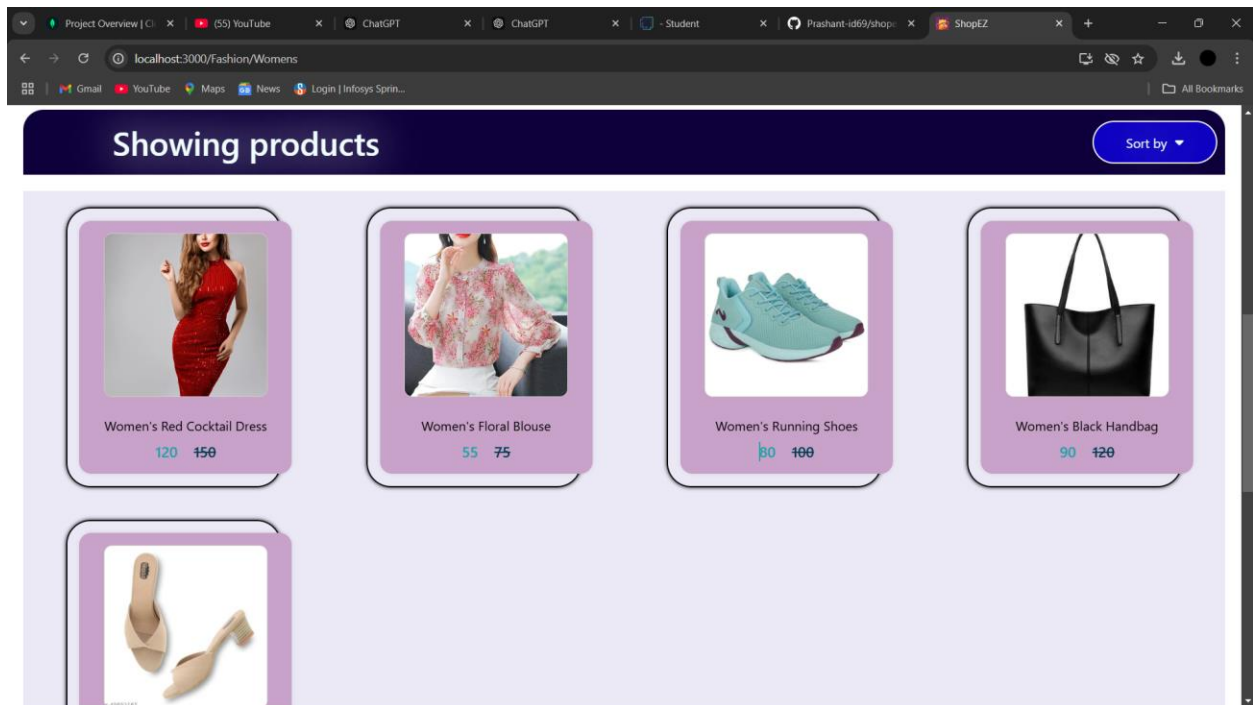 Project Overview | Cl
(55) YouTube
ChatGPT
ChatGPT
- Student
Prashant-id69/shope
ShopEZ
localhost:3000/Fashion/Womens
Gmail YouTube Maps News Login | Infosys Sprin...
All Bookmarks
Showing products
Sort by
Women's Red Cocktail Dress
120 150
Women's Floral Blouse
55 75
Women's Running Shoes
80 100
Women's Black Handbag
90 120